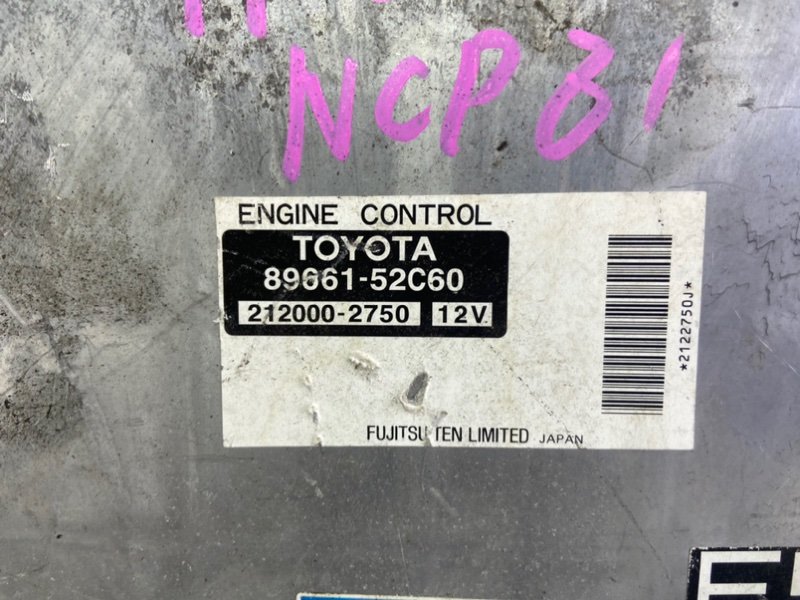 NCP81
ENGINE CONTROL
TOYOTA
89661-52C60
212000-2750 12V
*2122750J*
FUJITSU TEN LIMITED JAPAN